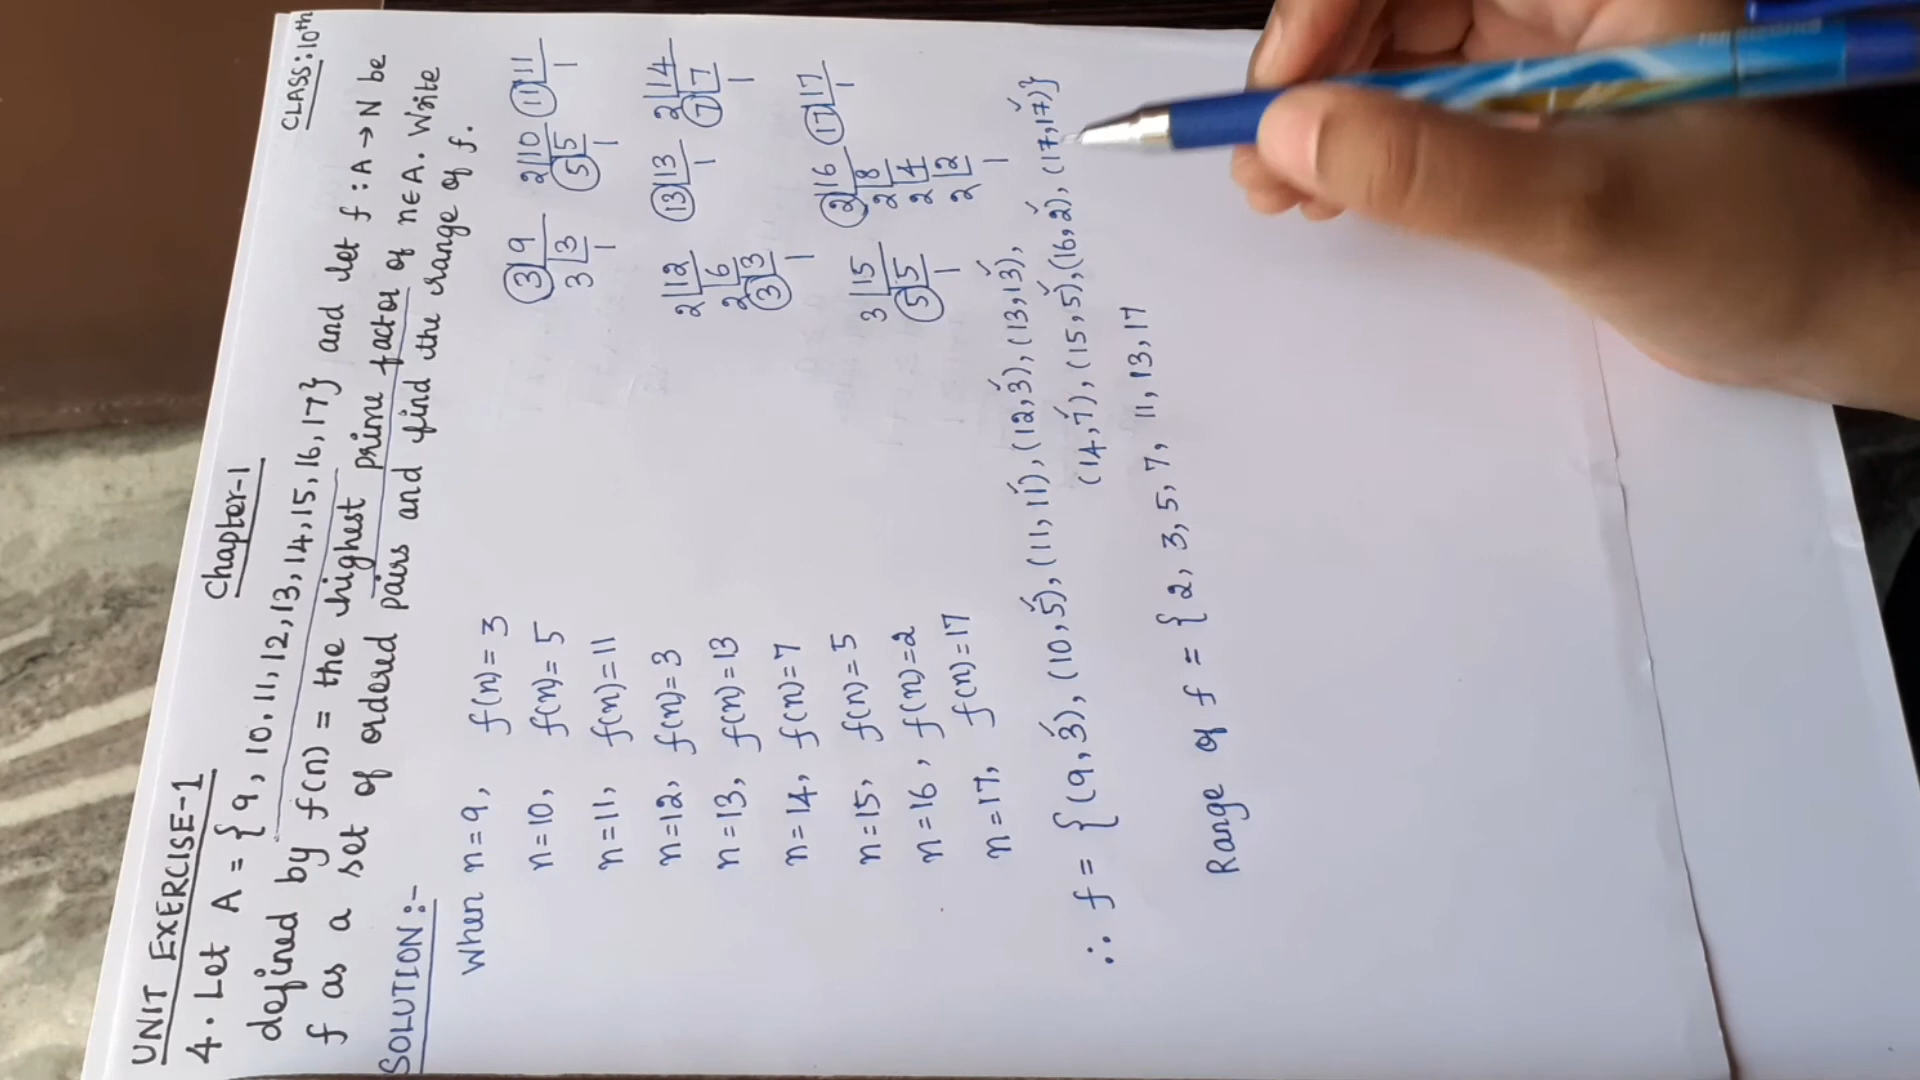 CLASS: 10th
Chapter-1
UNIT EXERCISE-1
4. Let A = {9, 10, 11, 12, 13, 14, 15, 16, 17} and let f : A → N be
defined by f(n) = the highest prime factor of n ∈ A. Write
f as a set of ordered pairs and find the range of f.
SOLUTION:-
When n=9, f(n)=3
n=10, f(n)=5
n=11, f(n)=11
n=12, f(n)=3
n=13, f(n)=13
n=14, f(n)=7
n=15, f(n)=5
n=16, f(n)=2
n=17, f(n)=17
3 9
3 3
1
2 10
5 5
1
11 11
1
2 12
2 6
3 3
1
13 13
1
2 14
7 7
1
3 15
5 5
1
2 16
2 8
2 4
2 2
1
17 17
1
∴ f = {(9,3), (10,5), (11,11), (12,3), (13,13),
(14,7), (15,5), (16,2), (17,17)}
Range of f = {2, 3, 5, 7, 11, 13, 17